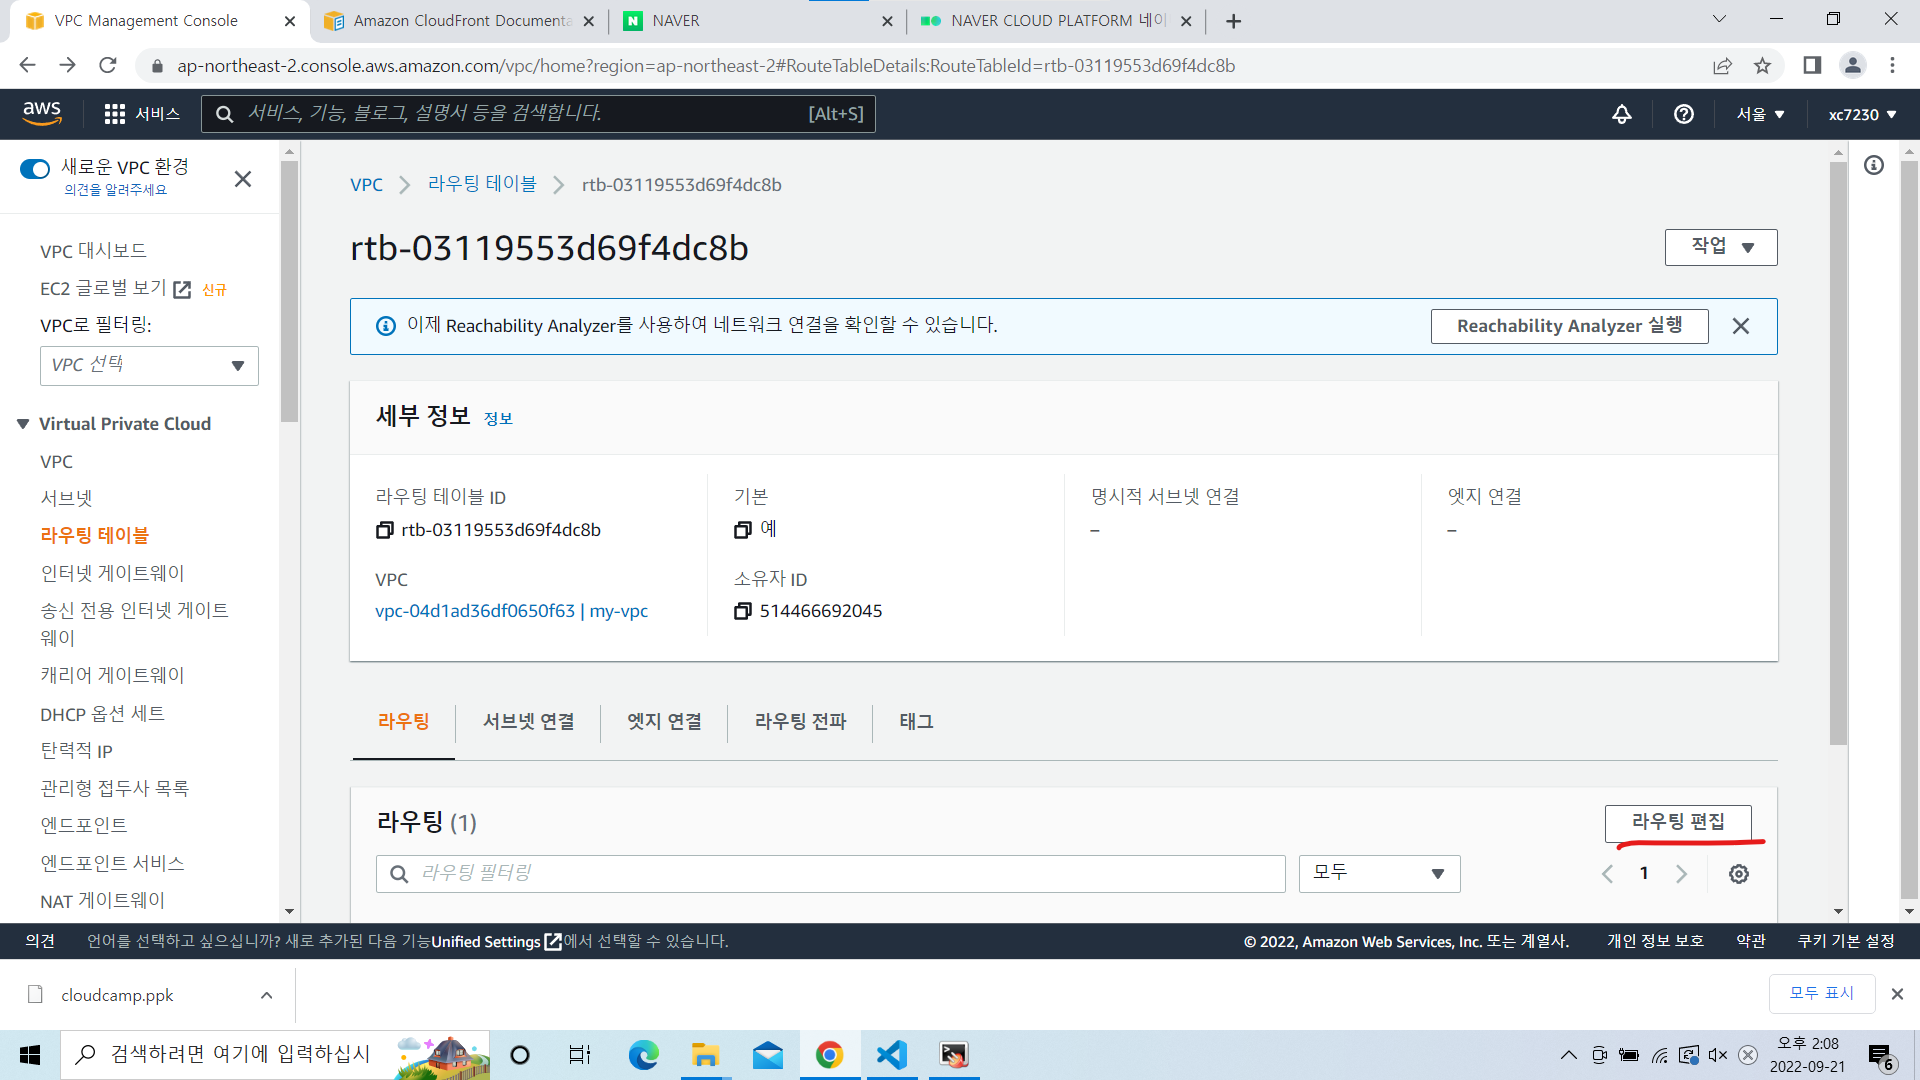 VPC Management Console
Amazon CloudFront Documenta
NAVER
NAVER CLOUD PLATFORM 네이
ap-northeast-2.console.aws.amazon.com/vpc/home?region=ap-northeast-2#RouteTableDetails:RouteTableId=rtb-03119553d69f4dc8b
aws
서비스
서비스, 기능, 블로그, 설명서 등을 검색합니다.
[Alt+S]
서울
xc7230
새로운 VPC 환경
의견을 알려주세요
VPC 대시보드
EC2 글로벌 보기 신규
VPC로 필터링:
VPC 선택
Virtual Private Cloud
VPC
서브넷
라우팅 테이블
인터넷 게이트웨이
송신 전용 인터넷 게이트
웨이
캐리어 게이트웨이
DHCP 옵션 세트
탄력적 IP
관리형 접두사 목록
엔드포인트
엔드포인트 서비스
NAT 게이트웨이
VPC
라우팅 테이블
rtb-03119553d69f4dc8b
rtb-03119553d69f4dc8b
작업
이제 Reachability Analyzer를 사용하여 네트워크 연결을 확인할 수 있습니다.
Reachability Analyzer 실행
세부 정보 정보
라우팅 테이블 ID
rtb-03119553d69f4dc8b
기본
예
명시적 서브넷 연결
–
엣지 연결
–
VPC
vpc-04d1ad36df0650f63 | my-vpc
소유자 ID
514466692045
라우팅
서브넷 연결
엣지 연결
라우팅 전파
태그
라우팅 (1)
라우팅 편집
라우팅 필터링
모두
1
의견
언어를 선택하고 싶으십니까? 새로 추가된 다음 기능Unified Settings 에서 선택할 수 있습니다.
© 2022, Amazon Web Services, Inc. 또는 계열사.
개인 정보 보호
약관
쿠키 기본 설정
cloudcamp.ppk
모두 표시
검색하려면 여기에 입력하십시
오후 2:08
2022-09-21
6